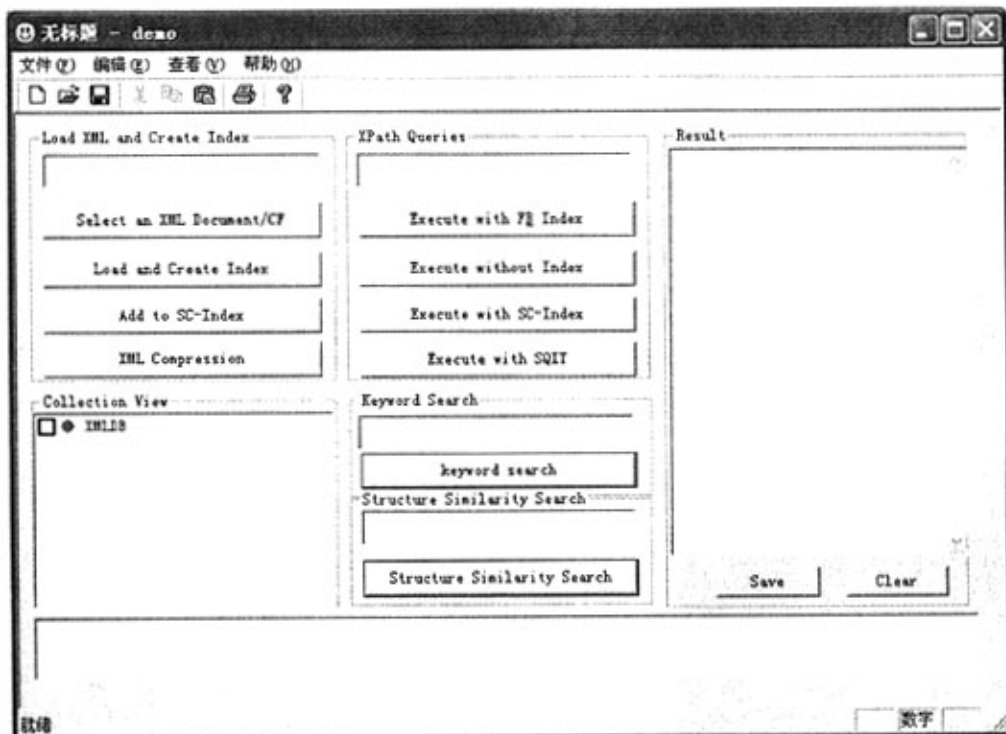 无标题 - demo
文件(F) 编辑(E) 查看(V) 帮助(H)
Load XML and Create Index
Select an XML Document/CF
Load and Create Index
Add to SC-Index
XML Compression
XPath Queries
Execute with FB Index
Execute without Index
Execute with SC-Index
Execute with SQIT
Result
Collection View
XMLDB
Keyword Search
keyword search
Structure Similarity Search
Structure Similarity Search
Save
Clear
就绪
数字